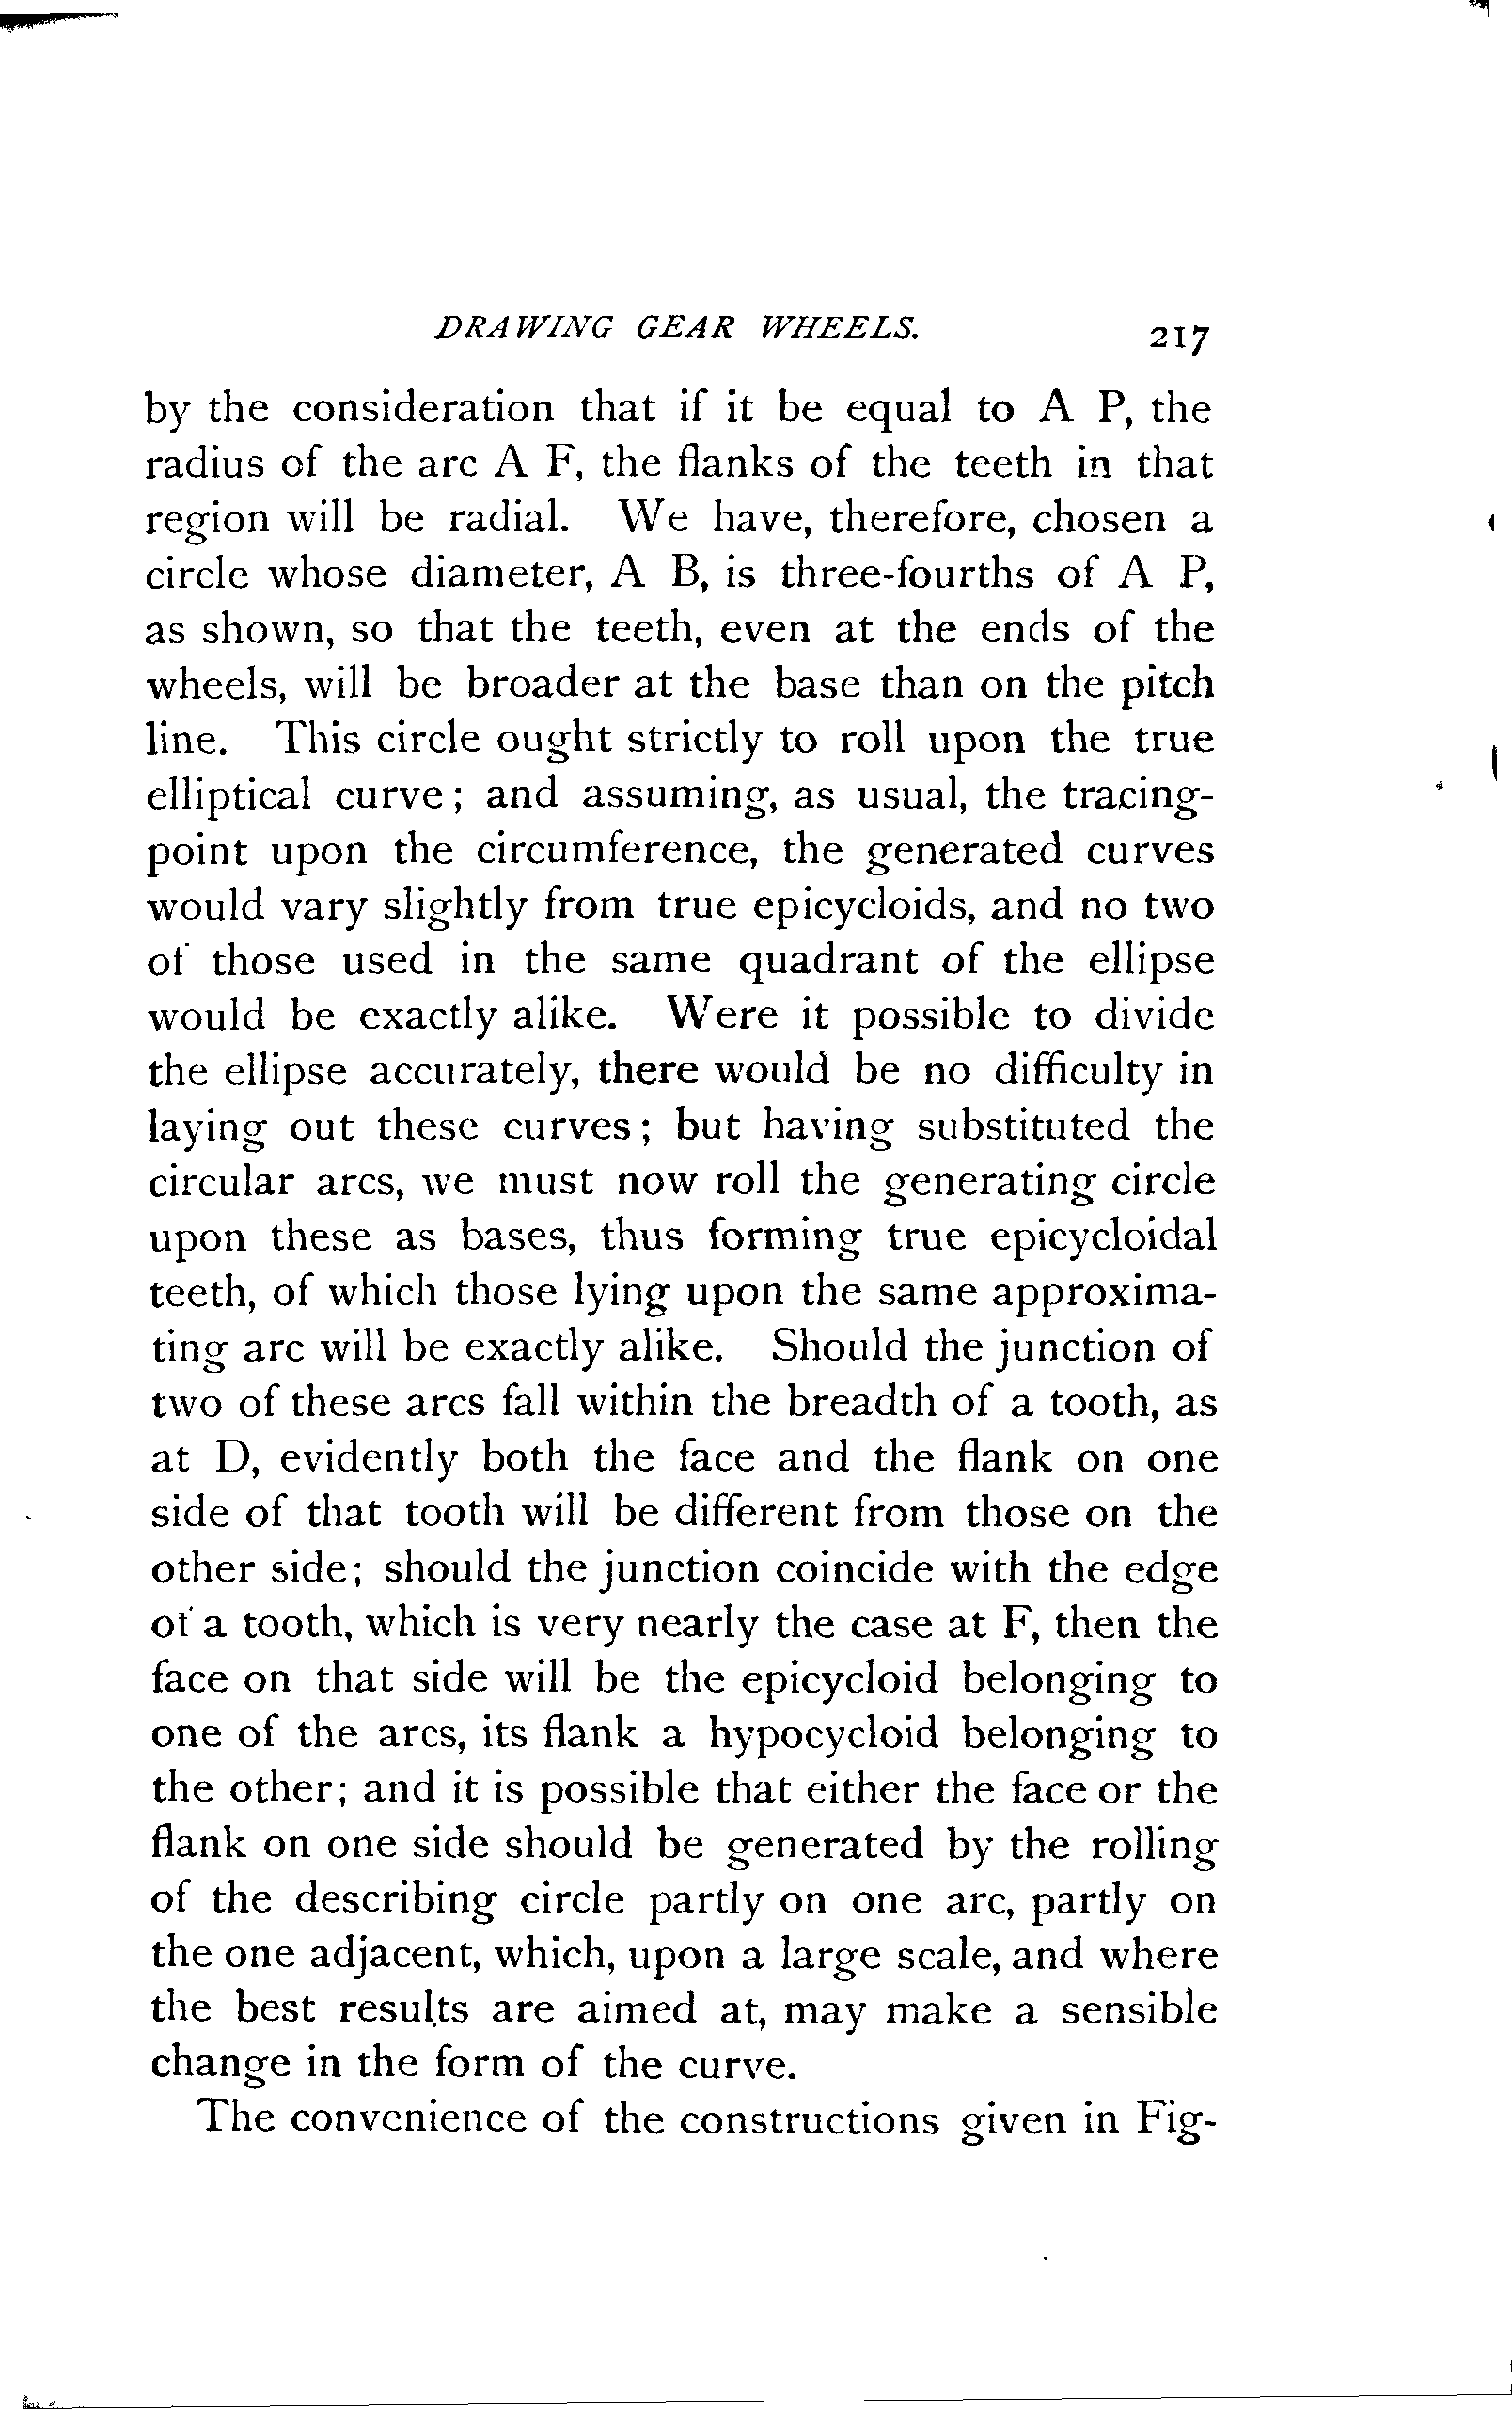 DRAWING GEAR WHEELS. 217
by the consideration that if it be equal to A P, the
radius of the arc A F, the flanks of the teeth in that
region will be radial. We have, therefore, chosen a
circle whose diameter, A B, is three-fourths of A P,
as shown, so that the teeth, even at the ends of the
wheels, will be broader at the base than on the pitch
line. This circle ought strictly to roll upon the true
elliptical curve; and assuming, as usual, the tracing-
point upon the circumference, the generated curves
would vary slightly from true epicycloids, and no two
of those used in the same quadrant of the ellipse
would be exactly alike. Were it possible to divide
the ellipse accurately, there would be no difficulty in
laying out these curves; but having substituted the
circular arcs, we must now roll the generating circle
upon these as bases, thus forming true epicycloidal
teeth, of which those lying upon the same approxima-
ting arc will be exactly alike. Should the junction of
two of these arcs fall within the breadth of a tooth, as
at D, evidently both the face and the flank on one
side of that tooth will be different from those on the
other side; should the junction coincide with the edge
of a tooth, which is very nearly the case at F, then the
face on that side will be the epicycloid belonging to
one of the arcs, its flank a hypocycloid belonging to
the other; and it is possible that either the face or the
flank on one side should be generated by the rolling
of the describing circle partly on one arc, partly on
the one adjacent, which, upon a large scale, and where
the best results are aimed at, may make a sensible
change in the form of the curve.
The convenience of the constructions given in Fig-